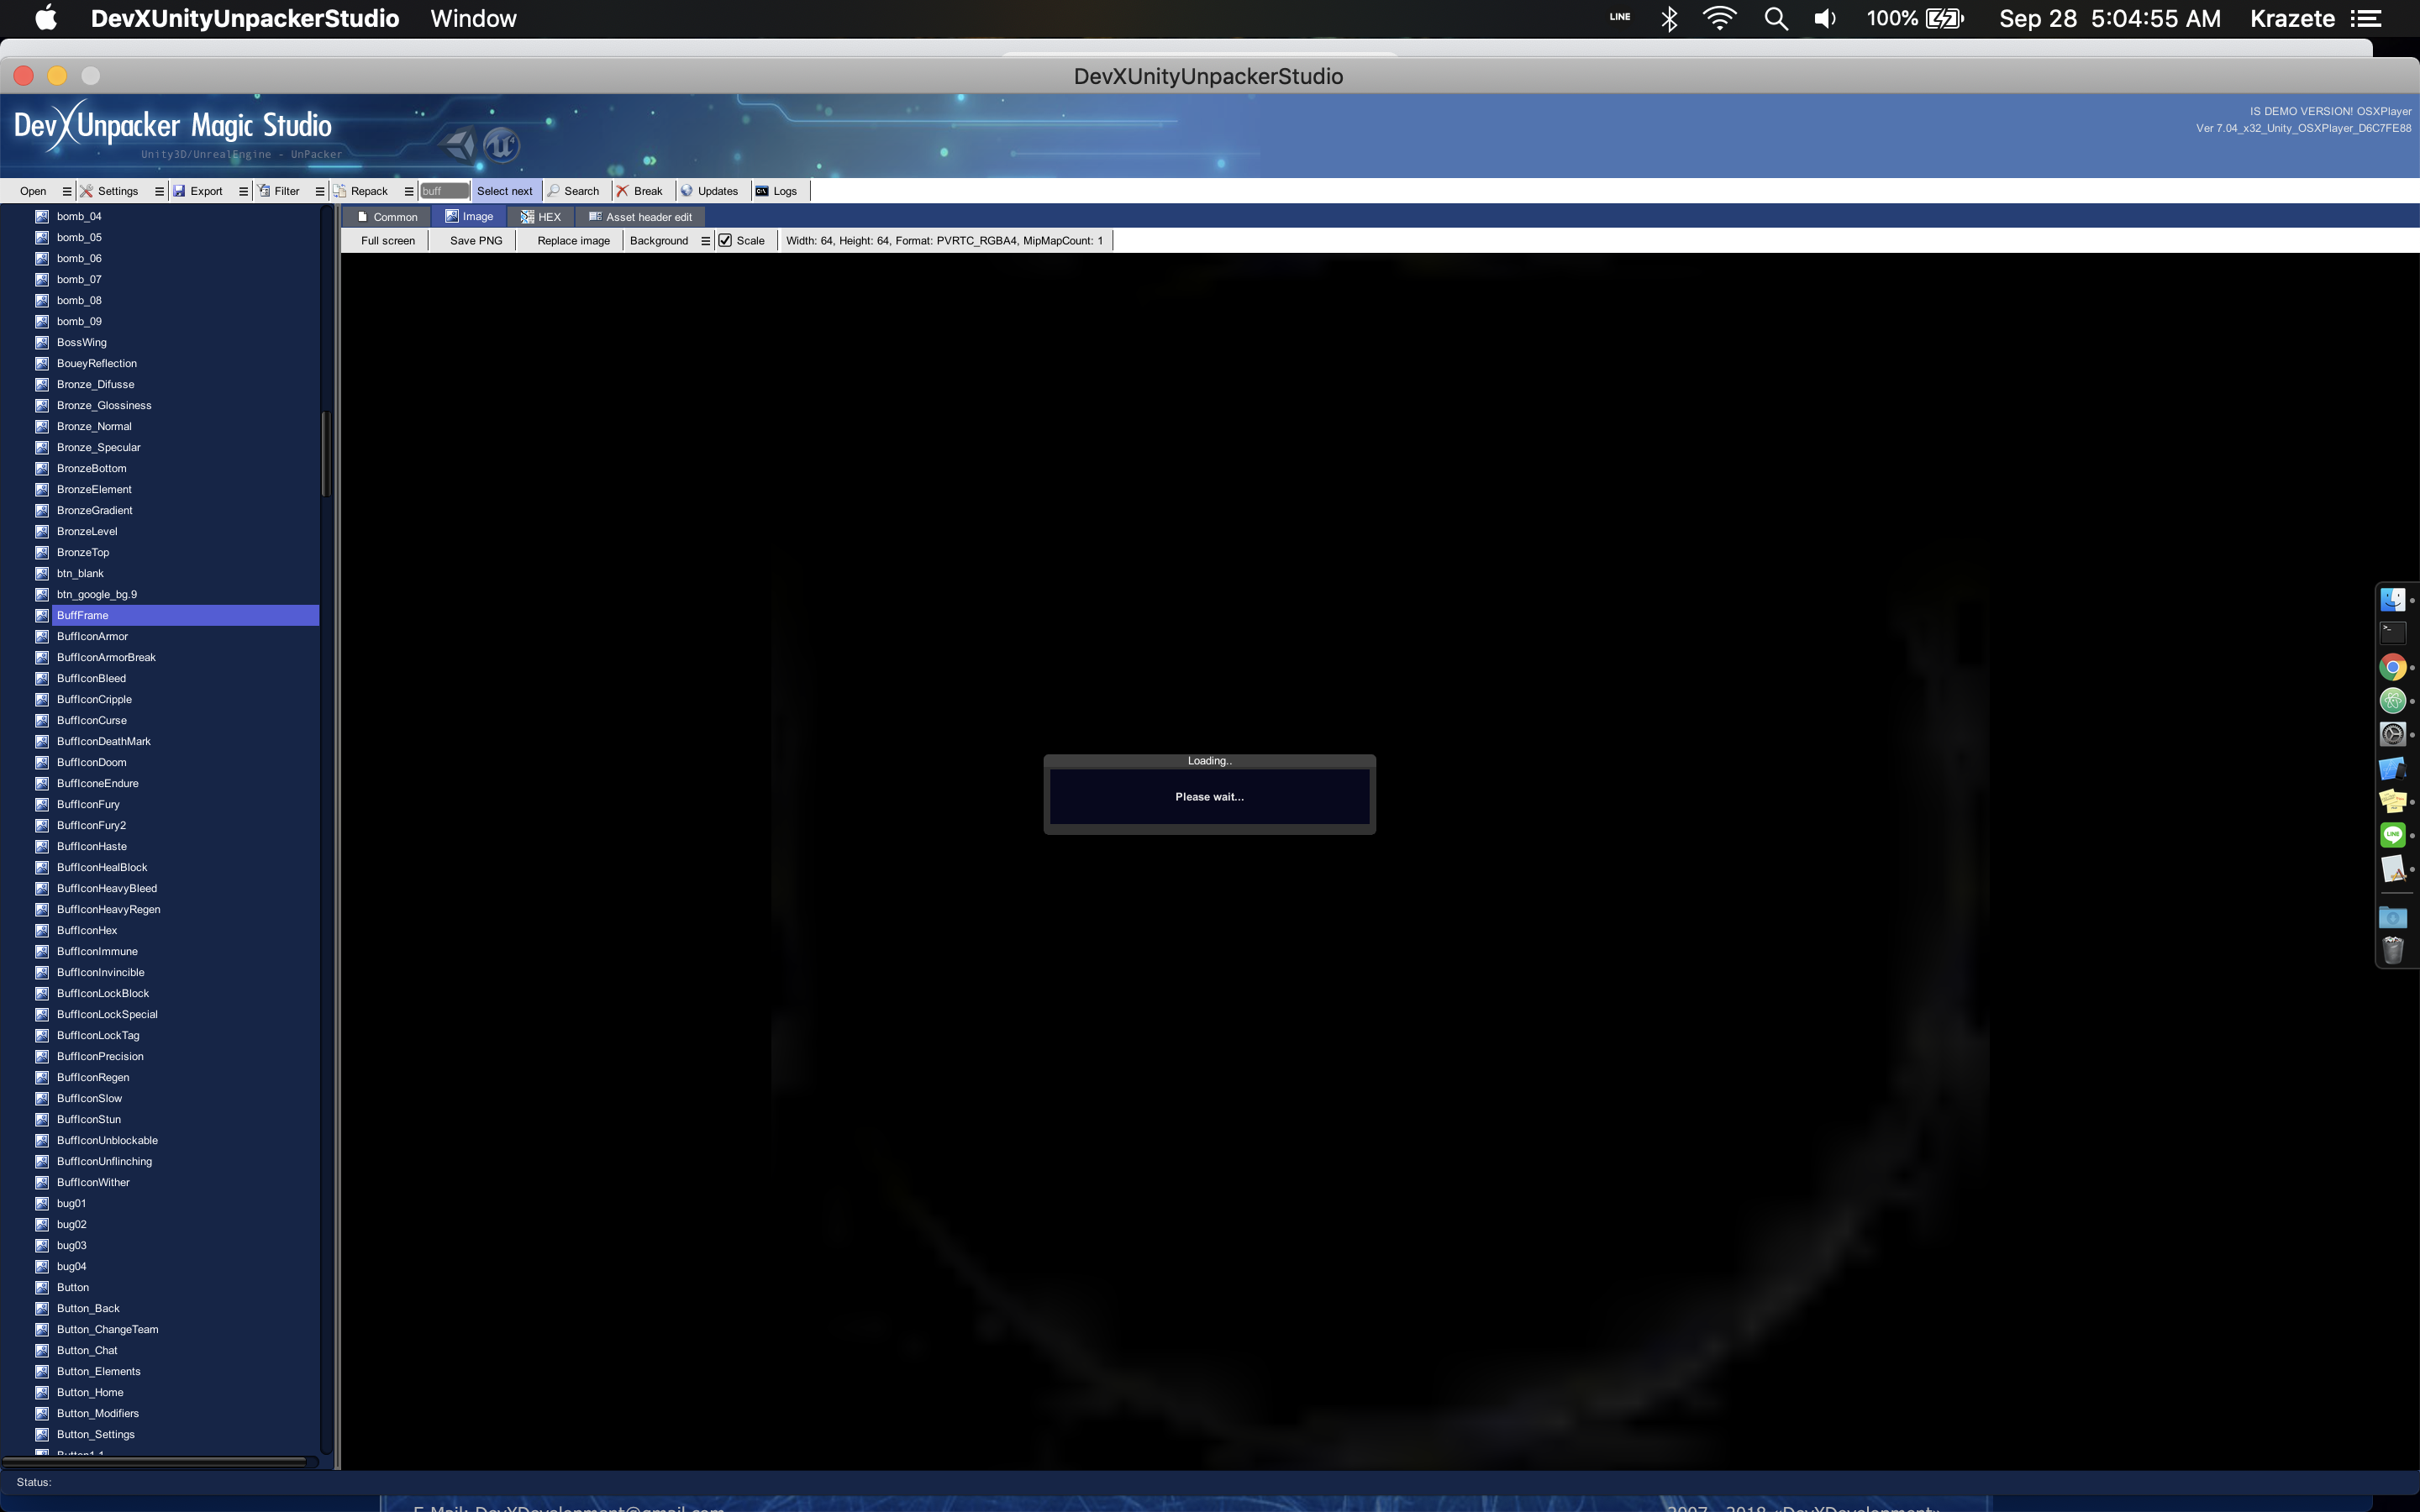 DevXUnityUnpackerStudio Window LINE 100% Sep 28 5:04:55 AM Krazete
DevXUnityUnpackerStudio
DevXUnpacker Magic Studio
Unity3D/UnrealEngine - UnPacker
IS DEMO VERSION! OSXPlayer
Ver 7.04_x32_Unity_OSXPlayer_D6C7FE88
Open Settings Export Filter Repack buff Select next Search Break Updates Logs
Common Image HEX Asset header edit
Full screen Save PNG Replace image Background Scale Width: 64, Height: 64, Format: PVRTC_RGBA4, MipMapCount: 1
bomb_04
bomb_05
bomb_06
bomb_07
bomb_08
bomb_09
BossWing
BoueyReflection
Bronze_Difusse
Bronze_Glossiness
Bronze_Normal
Bronze_Specular
BronzeBottom
BronzeElement
BronzeGradient
BronzeLevel
BronzeTop
btn_blank
btn_google_bg.9
BuffFrame
BuffIconArmor
BuffIconArmorBreak
BuffIconBleed
BuffIconCripple
BuffIconCurse
BuffIconDeathMark
BuffIconDoom
BuffIconeEndure
BuffIconFury
BuffIconFury2
BuffIconHaste
BuffIconHealBlock
BuffIconHeavyBleed
BuffIconHeavyRegen
BuffIconHex
BuffIconImmune
BuffIconInvincible
BuffIconLockBlock
BuffIconLockSpecial
BuffIconLockTag
BuffIconPrecision
BuffIconRegen
BuffIconSlow
BuffIconStun
BuffIconUnblockable
BuffIconUnflinching
BuffIconWither
bug01
bug02
bug03
bug04
Button
Button_Back
Button_ChangeTeam
Button_Chat
Button_Elements
Button_Home
Button_Modifiers
Button_Settings
Button1.1
Loading..
Please wait...
LINE
Status:
E-Mail: DevXDevelopment@gmail.com
2007 - 2018 «DevXDevelopment»